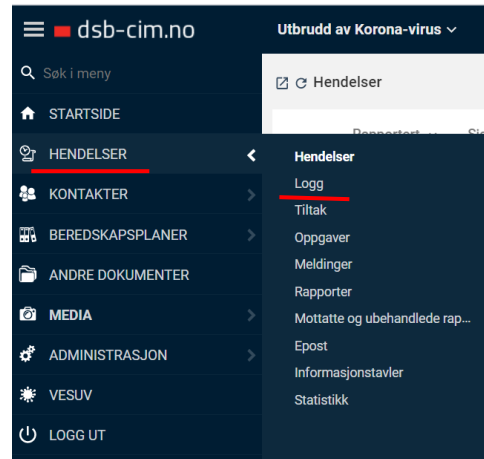 dsb-cim.no
Utbrudd av Korona-virus
Søk i meny
Hendelser
STARTSIDE
Rapportert
HENDELSER
Hendelser
Logg
KONTAKTER
Tiltak
BEREDSKAPSPLANER
Oppgaver
Meldinger
ANDRE DOKUMENTER
Rapporter
MEDIA
Mottatte og ubehandlede rap...
Epost
ADMINISTRASJON
Informasjonstavler
VESUV
Statistikk
LOGG UT